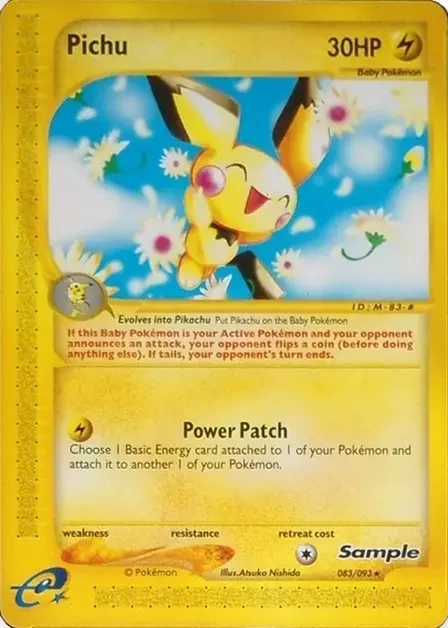 Pichu 30HP
Baby Pokémon
ID: M-83-#
Evolves into Pikachu Put Pikachu on the Baby Pokémon
If this Baby Pokémon is your Active Pokémon and your opponent
announces an attack, your opponent flips a coin (before doing
anything else). If tails, your opponent's turn ends.
Power Patch
Choose 1 Basic Energy card attached to 1 of your Pokémon and
attach it to another 1 of your Pokémon.
weakness resistance retreat cost
Sample
© Pokémon Illus. Atsuko Nishida 083/093 ★
e